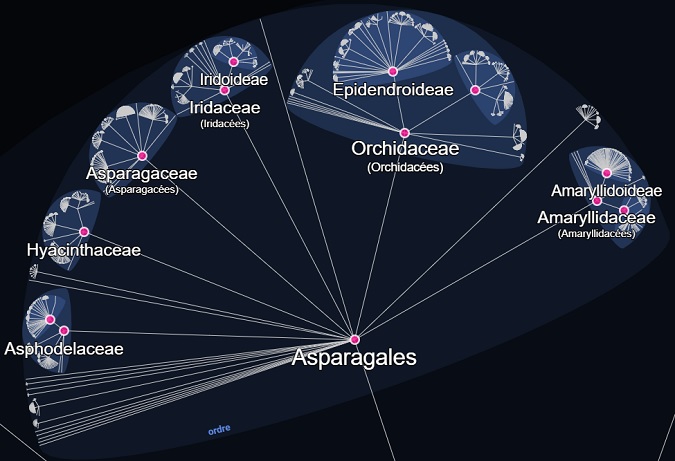 Iridoideae
Iridaceae
(Iridacées)
Epidendroideae
Orchidaceae
(Orchidacées)
Asparagaceae
(Asparagacées)
Amaryllidoideae
Amaryllidaceae
(Amaryllidacées)
Hyacinthaceae
Asphodelaceae
Asparagales
ordre